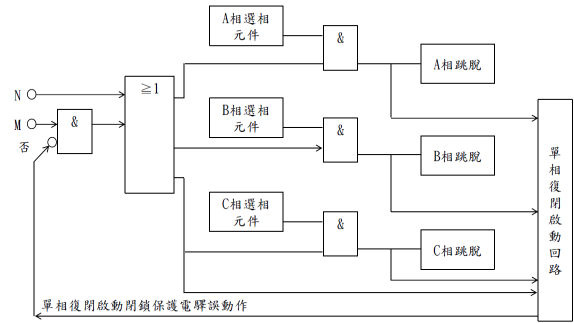 A相選相
元件
&
A相跳脫
≧1
N
M
&
否
B相選相
元件
&
B相跳脫
單相復閉啟動回路
C相選相
元件
&
C相跳脫
單相復閉啟動閉鎖保護電驛誤動作